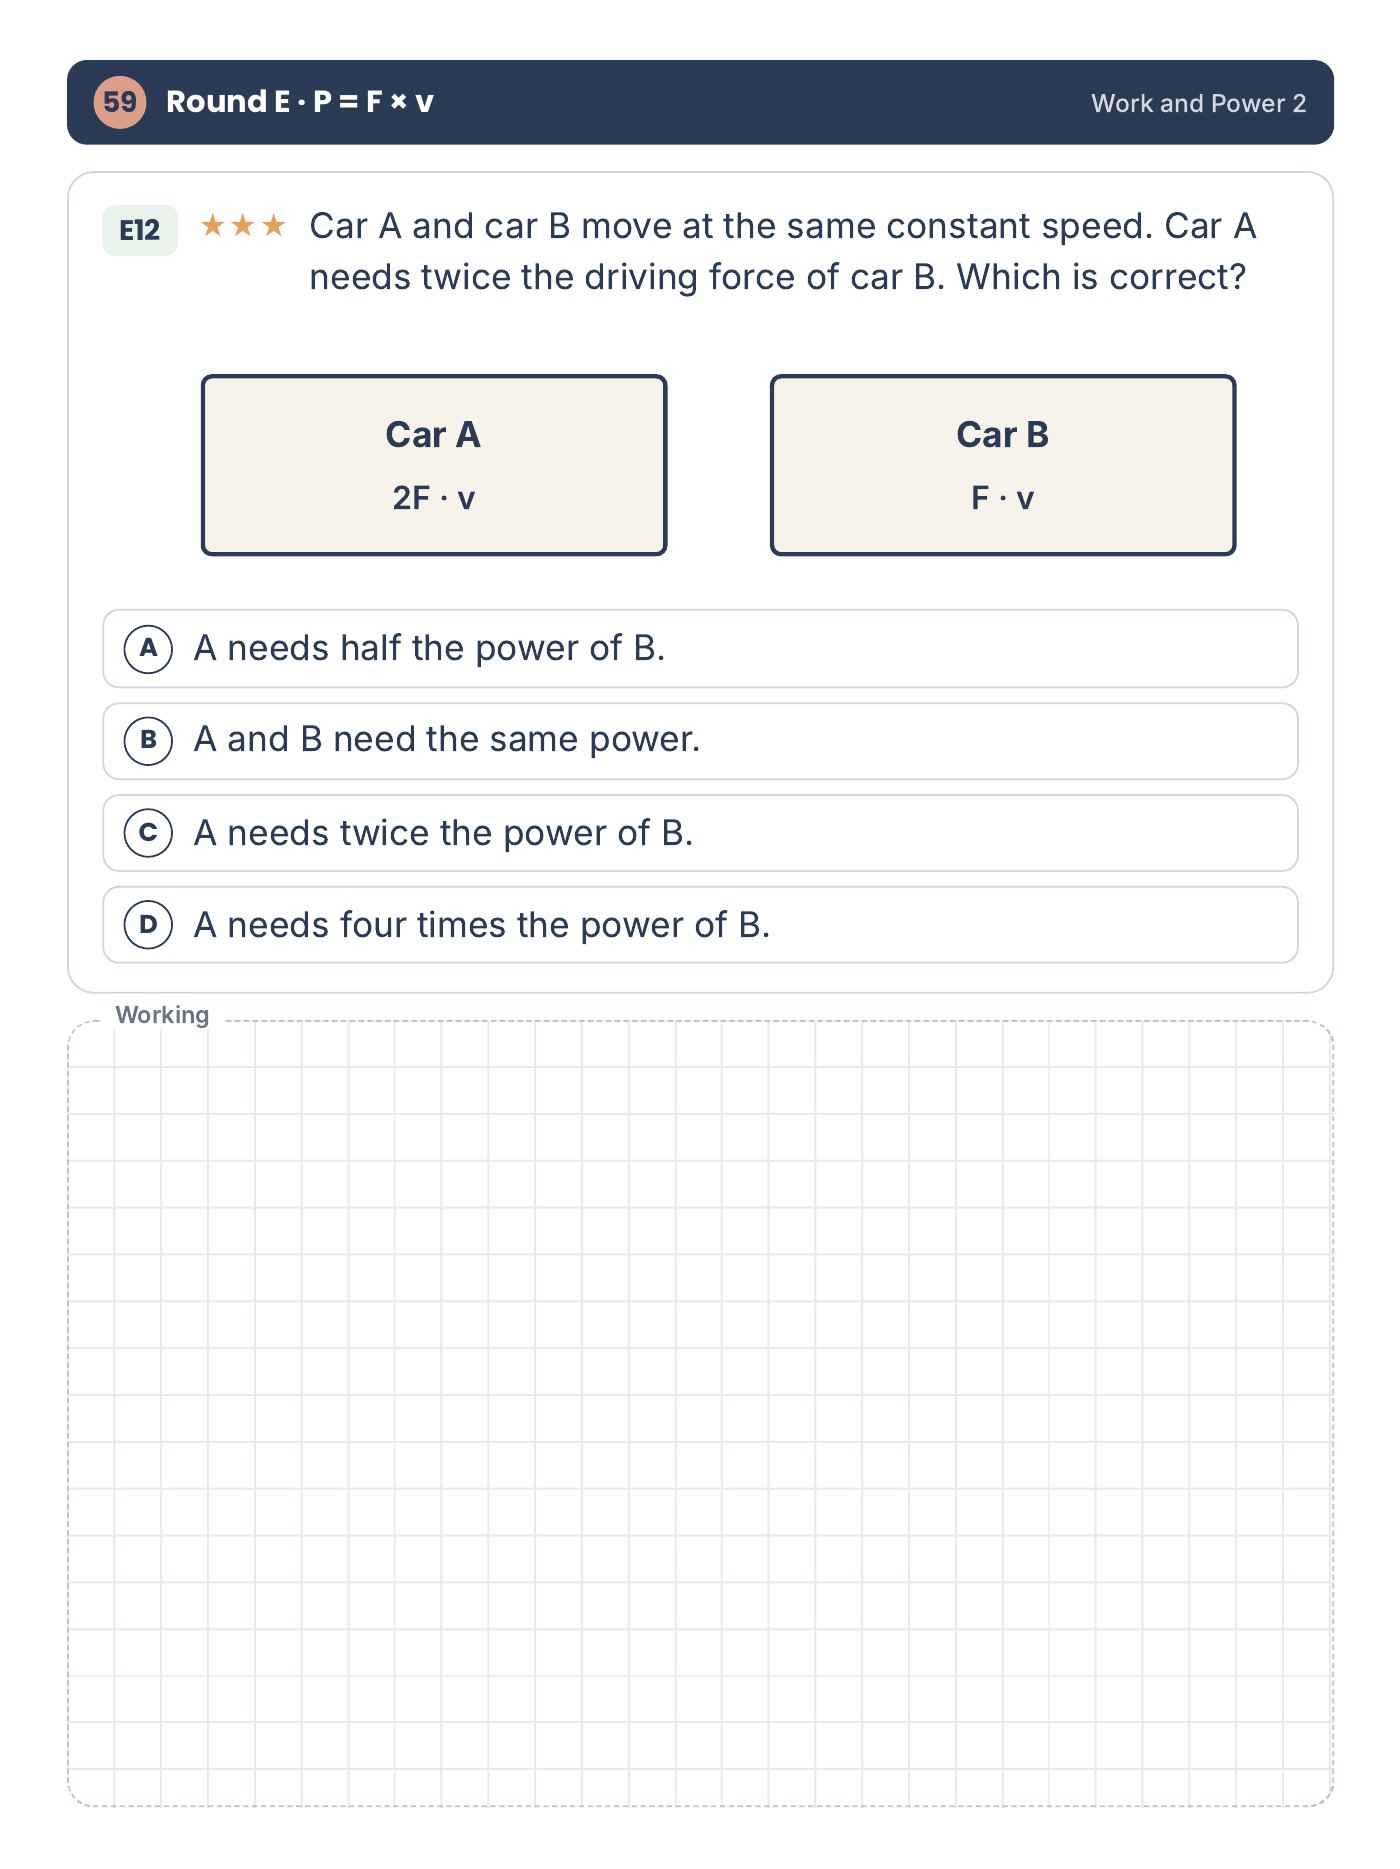 59 Round E · P = F × v
Work and Power 2
E12 ★★★ Car A and car B move at the same constant speed. Car A
needs twice the driving force of car B. Which is correct?
Car A
2F · v
Car B
F · v
A A needs half the power of B.
B A and B need the same power.
C A needs twice the power of B.
D A needs four times the power of B.
Working